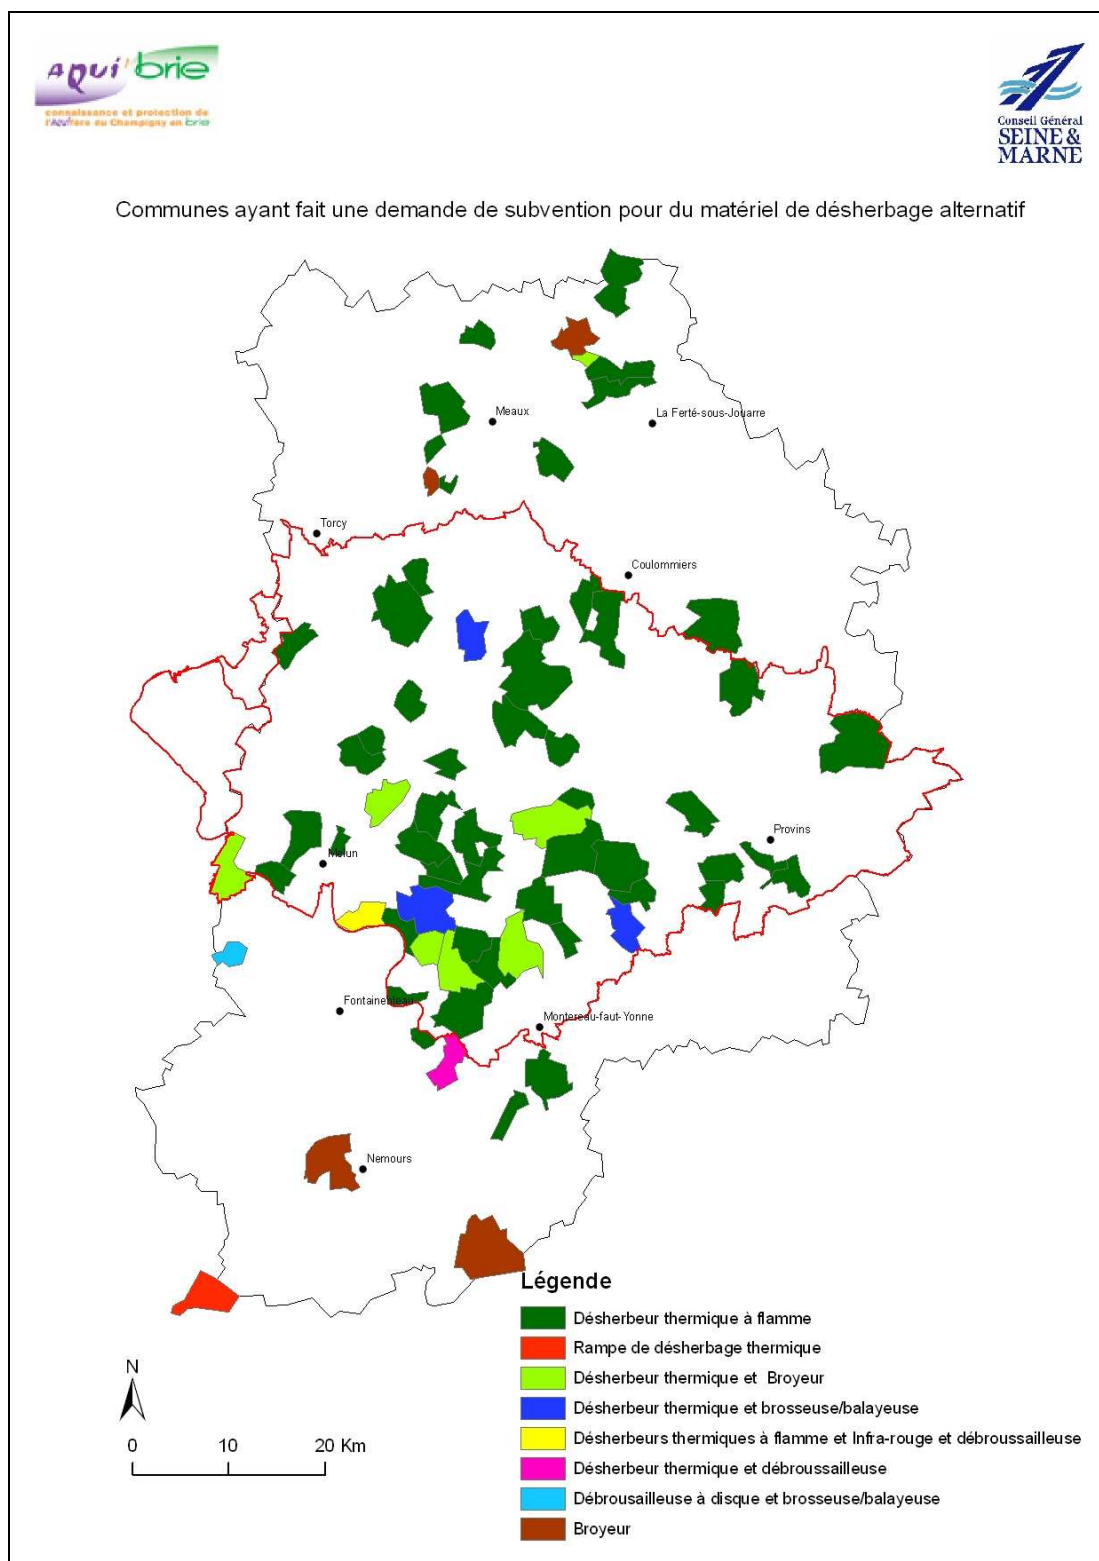 Aqui'brie
connaissance et protection de
l'Aquifère du Champigny en brie
Conseil Général
SEINE &
MARNE
Communes ayant fait une demande de subvention pour du matériel de désherbage alternatif
Meaux
La Ferté-sous-Jouarre
Torcy
Coulommiers
Provins
Melun
Fontainebleau
Montereau-faut-Yonne
Nemours
Légende
Désherbeur thermique à flamme
Rampe de désherbage thermique
Désherbeur thermique et Broyeur
Désherbeur thermique et brosseuse/balayeuse
Désherbeurs thermiques à flamme et Infra-rouge et débroussailleuse
Désherbeur thermique et débroussailleuse
Débrousailleuse à disque et brosseuse/balayeuse
Broyeur
N
0 10 20 Km